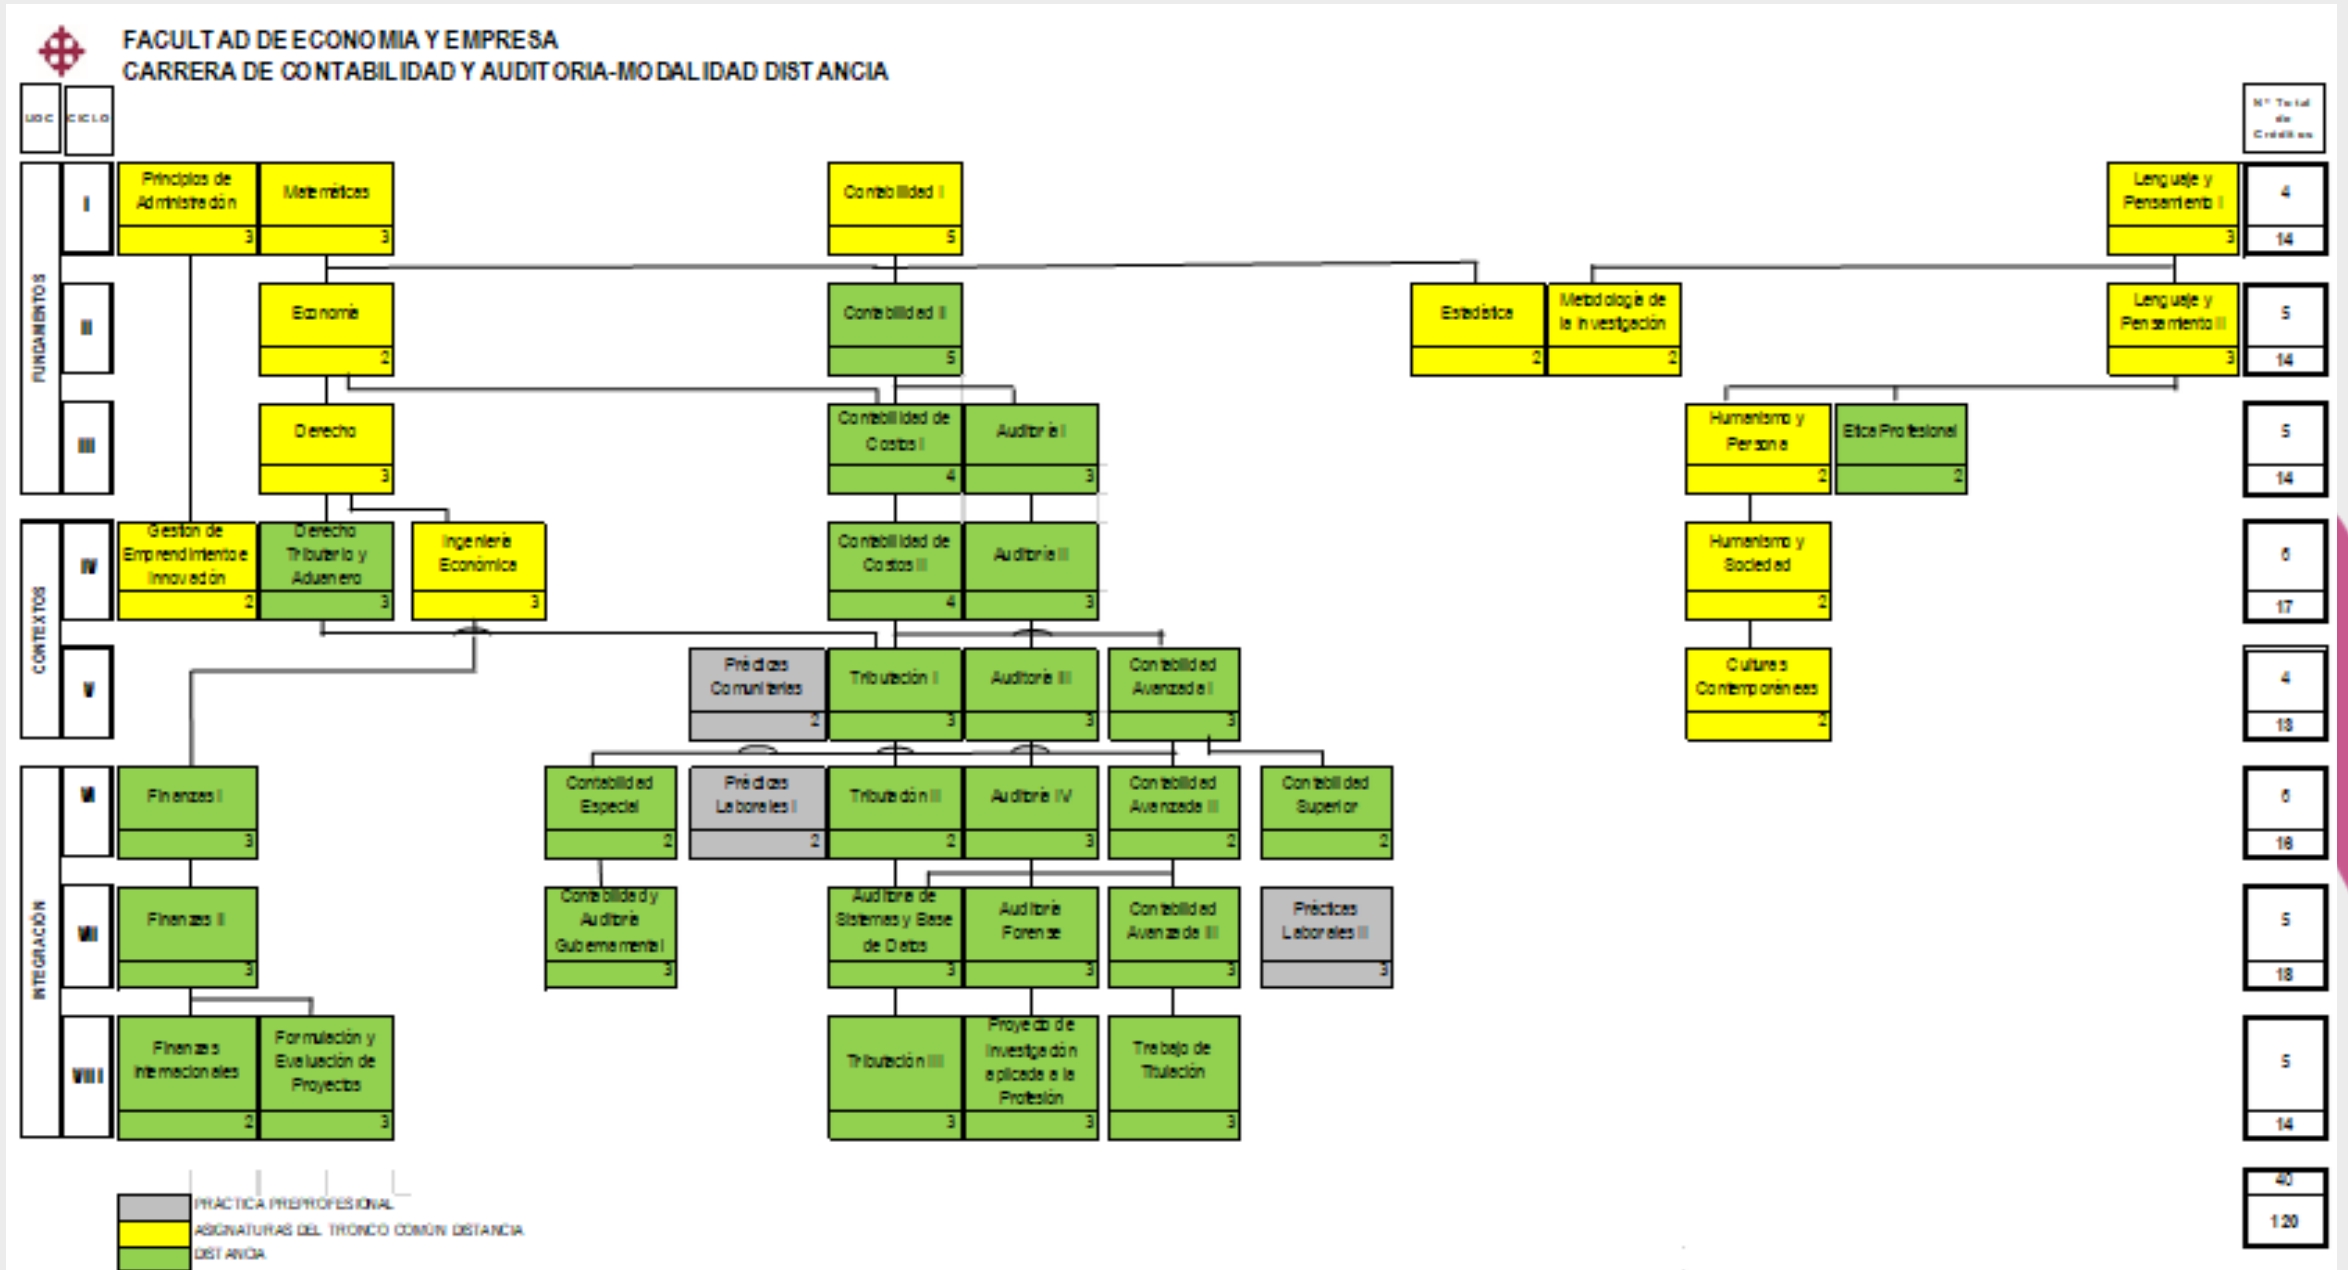 FACULTAD DE ECONOMIA Y EMPRESA
CARRERA DE CONTABILIDAD Y AUDITORIA-MODALIDAD DISTANCIA
UOC
CICLO
Nº Total
de
Créditos
FUNDAMENTOS
I
Principios de
Administración
3
Matemáticas
3
Contabilidad I
5
Lenguaje y
Pensamiento I
3
4
14
II
Economía
2
Contabilidad II
5
Estadística
2
Metodología de
la Investigación
2
Lenguaje y
Pensamiento II
3
5
14
III
Derecho
3
Contabilidad de
Costos I
4
Auditoría I
3
Humanismo y
Persona
2
Etica Profesional
2
5
14
CONTEXTOS
IV
Gestión de
Emprendimiento e
Innovación
2
Derecho
Tributario y
Aduanero
3
Ingeniería
Económica
3
Contabilidad de
Costos II
4
Auditoría II
3
Humanismo y
Sociedad
2
6
17
V
Prácticas
Comunitarias
2
Tributación I
3
Auditoría III
3
Contabilidad
Avanzada I
3
Culturas
Contemporáneas
2
4
13
INTEGRACIÓN
VI
Finanzas I
3
Contabilidad
Especial
2
Prácticas
Laborales I
2
Tributación II
2
Auditoría IV
3
Contabilidad
Avanzada II
2
Contabilidad
Superior
2
6
16
VII
Finanzas II
3
Contabilidad y
Auditoría
Gubernamental
3
Auditoria de
Sistemas y Base
de Datos
3
Auditoría
Forense
3
Contabilidad
Avanzada III
3
Prácticas
Laborales II
3
5
18
VIII
Finanzas
Internacionales
2
Formulación y
Evaluación de
Proyectos
3
Tributación III
3
Proyecto de
Investigación
aplicada a la
Profesión
3
Trabajo de
Titulación
3
5
14
40
120
PRÁCTICA PREPROFESIONAL
ASIGNATURAS DEL TRONCO COMÚN DISTANCIA
DISTANCIA